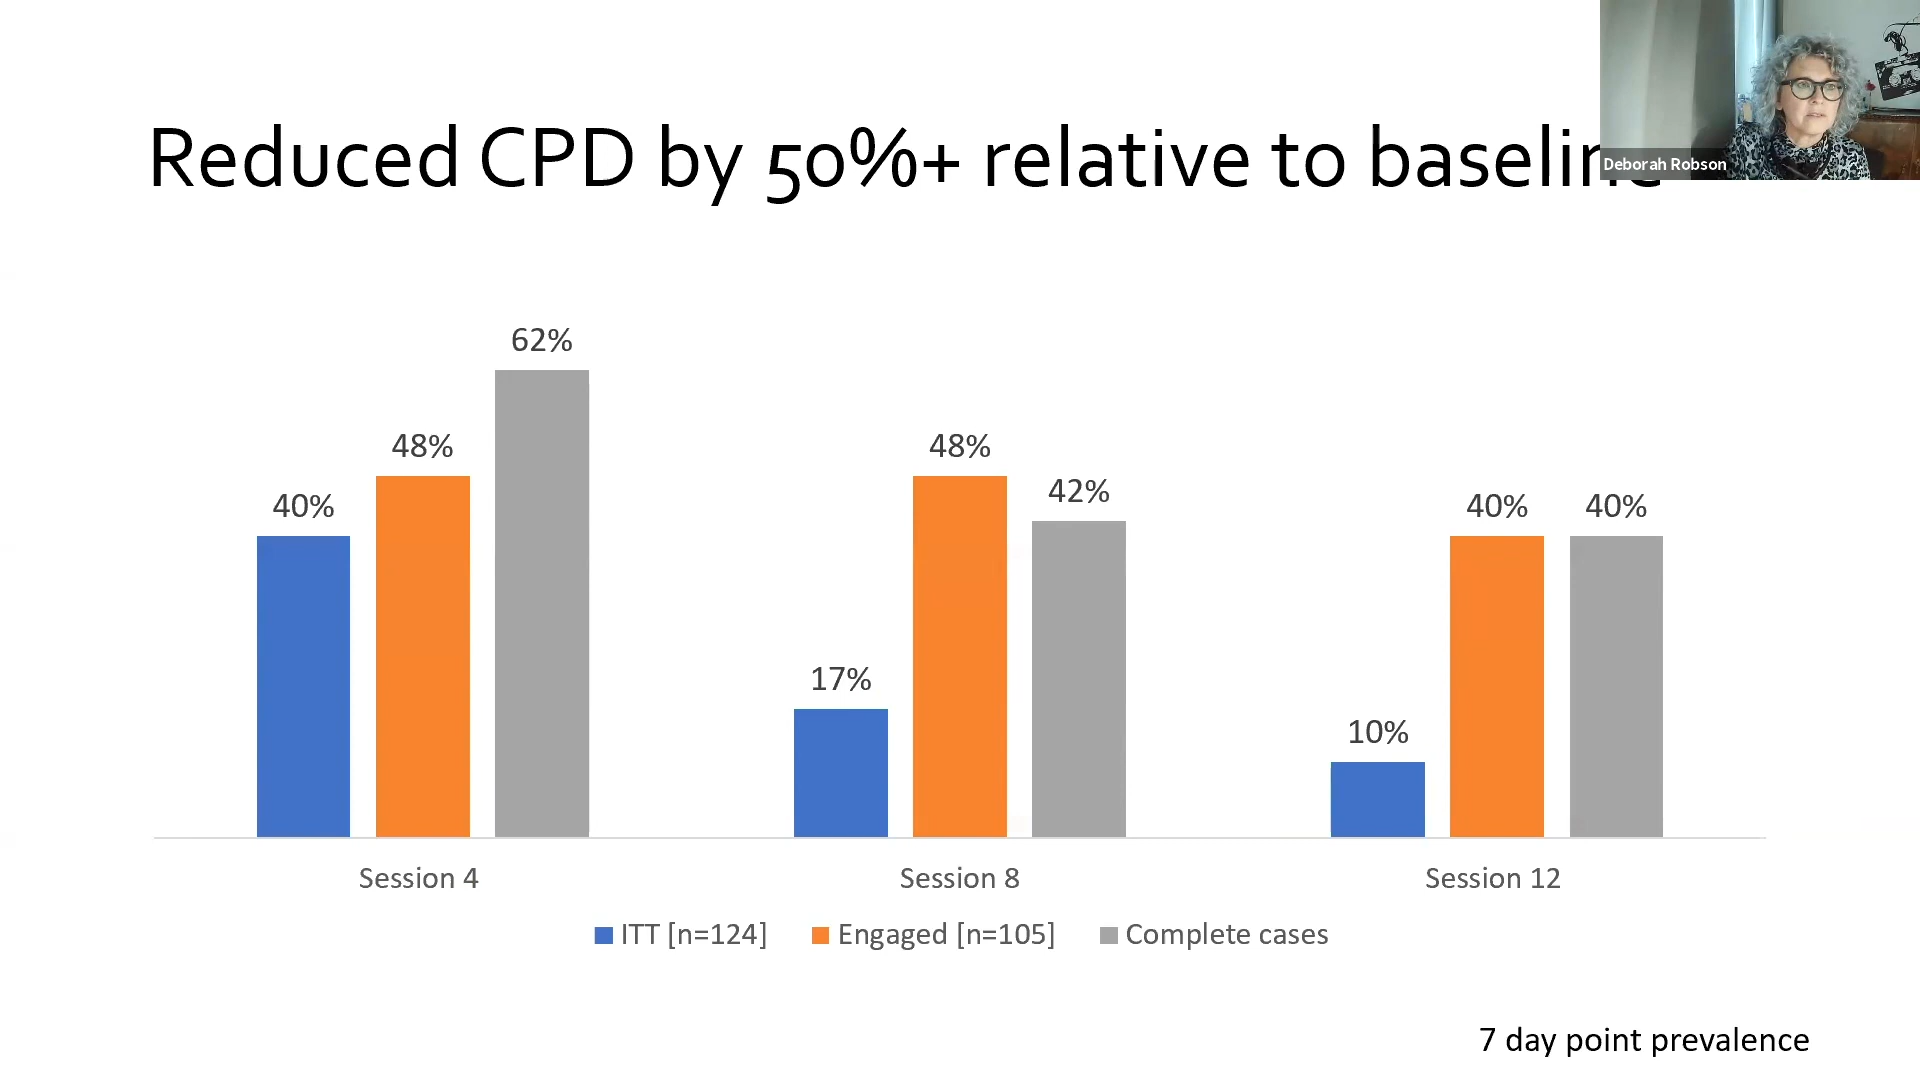 Reduced CPD by 50%+ relative to baseline
Deborah Robson
62%
48%
40%
48%
42%
17%
40%
40%
10%
Session 4
Session 8
Session 12
ITT [n=124]
Engaged [n=105]
Complete cases
7 day point prevalence